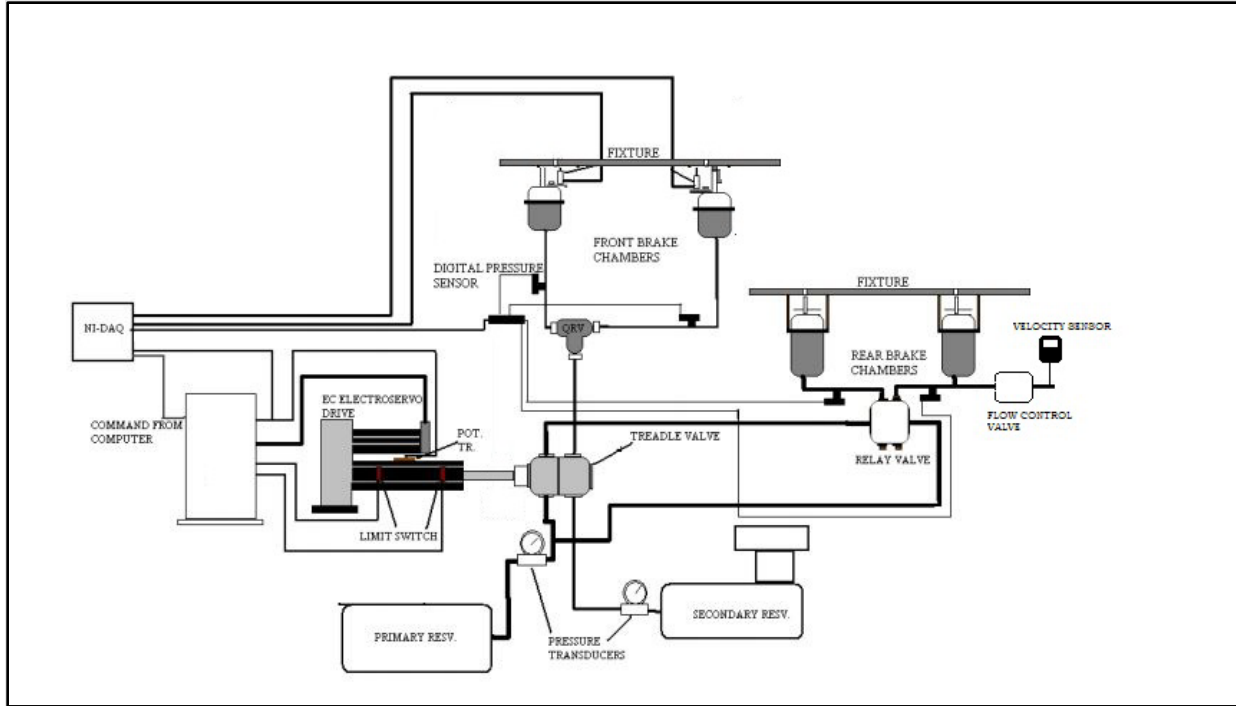 FIXTURE
FRONT BRAKE
CHAMBERS
DIGITAL PRESSURE
SENSOR
FIXTURE
NI-DAQ
QRV
VELOCITY SENSOR
REAR BRAKE
CHAMBERS
EC ELECTROSERVO
DRIVE
COMMAND FROM
COMPUTER
POT.
TR.
FLOW CONTROL
VALVE
TREADLE VALVE
RELAY VALVE
LIMIT SWITCH
SECONDARY RESV.
PRIMARY RESV.
PRESSURE
TRANSDUCERS